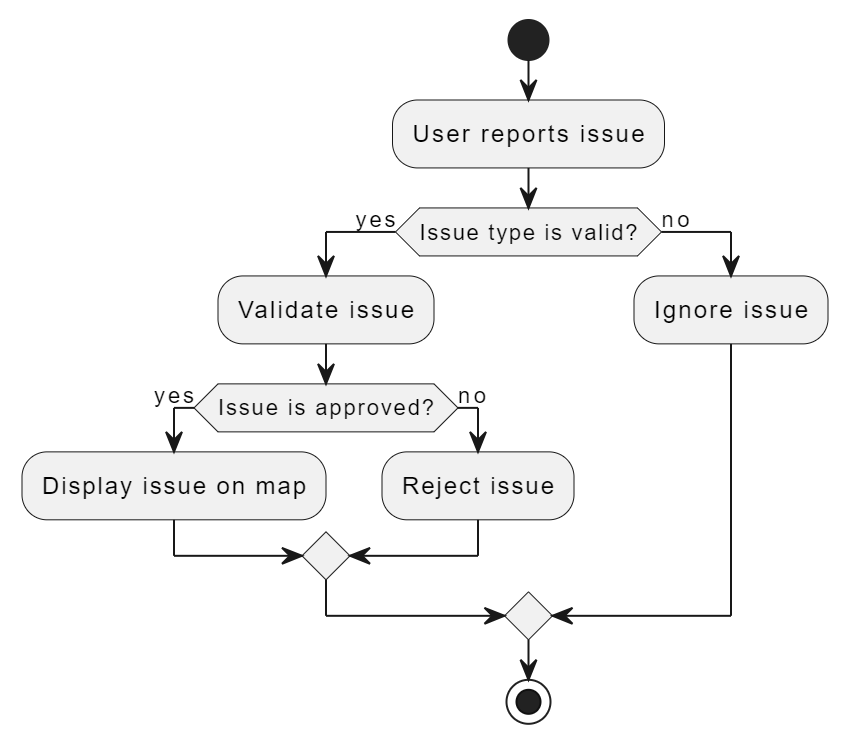 User reports issue
yes
Issue type is valid?
no
Validate issue
Ignore issue
yes
Issue is approved?
no
Display issue on map
Reject issue